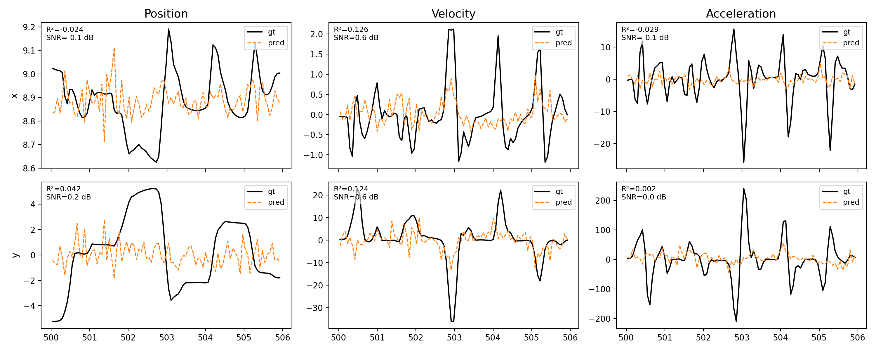 Position
Velocity
Acceleration
R²=-0.024
SNR= 0.1 dB
gt
pred
9.2
9.1
9.0
8.9
8.8
8.7
8.6
x
R²=0.126
SNR=0.6 dB
gt
pred
2.0
1.5
1.0
0.5
0.0
−0.5
−1.0
R²=-0.029
SNR= 0.1 dB
gt
pred
10
0
−10
−20
R²=0.042
SNR=0.2 dB
gt
pred
4
2
0
−2
−4
y
500
501
502
503
504
505
506
R²=0.124
SNR=0.6 dB
gt
pred
20
10
0
−10
−20
−30
500
501
502
503
504
505
506
R²=0.002
SNR=0.0 dB
gt
pred
200
100
0
−100
−200
500
501
502
503
504
505
506